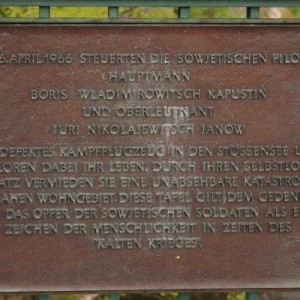 6. APRIL 1966 STEUERTEN DIE SOWJETISCHEN PILO
HAUPTMANN
BORIS WLADIMIROWITSCH KAPUSTIN
UND OBERLEUTNANT
JURI NIKOLAJEWITSCH JANOW
DEFEKTES KAMPFFLUGZEUG IN DEN STÖSSENSEE U
LOREN DABEI IHR LEBEN. DURCH IHREN SELBSTLO
ATZ VERMIEDEN SIE EINE UNABSEHBARE KATASTRO
AHEN WOHNGEBIET. DIESE TAFEL GILT DEM GEDEN
DAS OPFER DER SOWJETISCHEN SOLDATEN ALS E
ZEICHEN DER MENSCHLICHKEIT IN ZEITEN DES
"KALTEN KRIEGES"